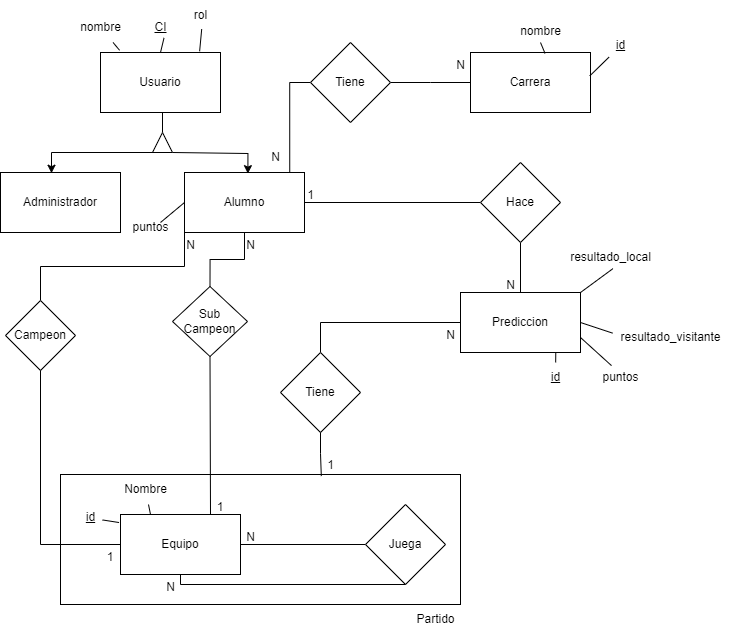 rol
nombre
CI
nombre
id
N
Usuario
Tiene
Carrera
N
1
Administrador
Alumno
Hace
puntos
N
N
resultado_local
N
Sub
Campeon
Prediccion
Campeon
N
resultado_visitante
id
puntos
Tiene
1
Nombre
id
1
N
Equipo
Juega
1
N
Partido